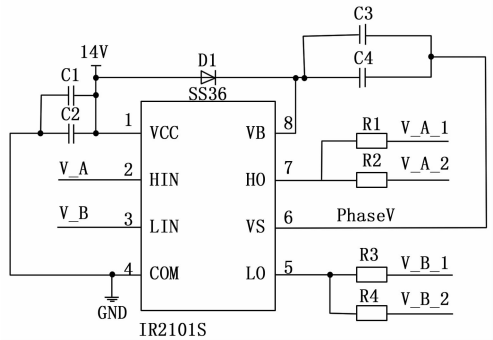 C3
14V
D1
C4
C1
SS36
C2
R1
V_A_1
1
VCC
VB
8
V_A
2
HIN
HO
7
R2
V_A_2
V_B
3
LIN
VS
6
PhaseV
4
COM
LO
5
R3
V_B_1
GND
R4
V_B_2
IR2101S